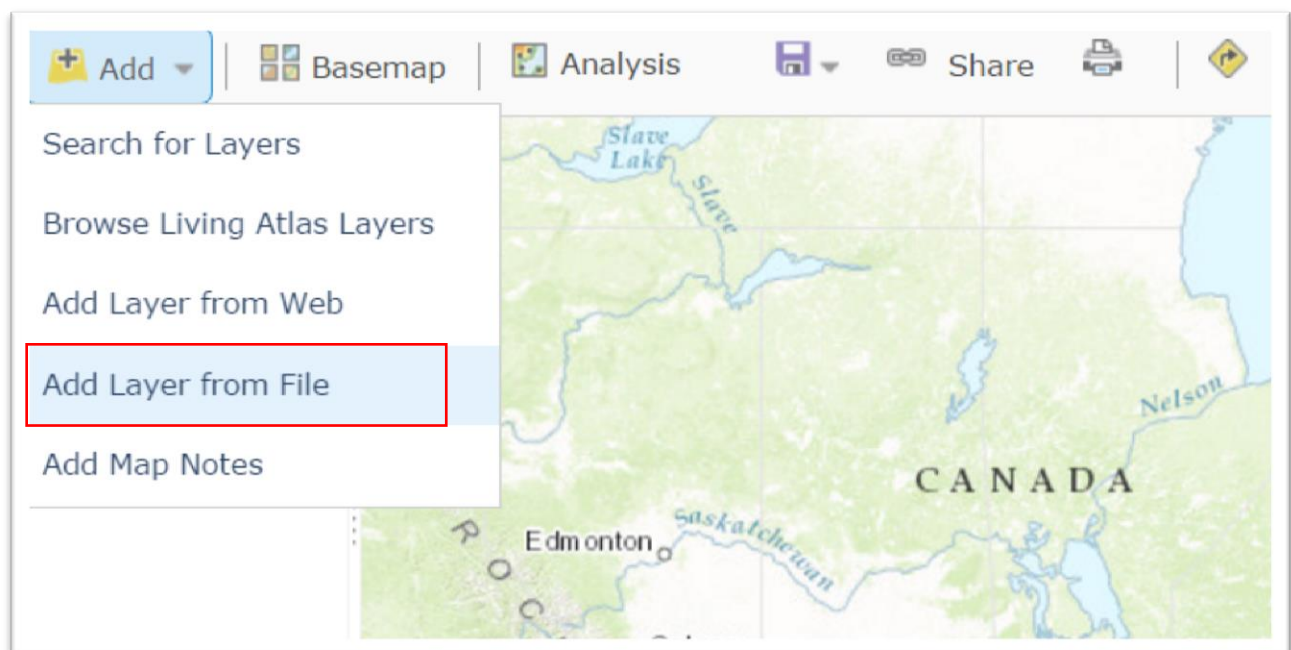 Add Basemap Analysis Share
Search for Layers
Browse Living Atlas Layers
Add Layer from Web
Add Layer from File
Add Map Notes
Slave
Lake
Slave
Nelson
CANADA
Saskatchewan
Edmonton
R O C